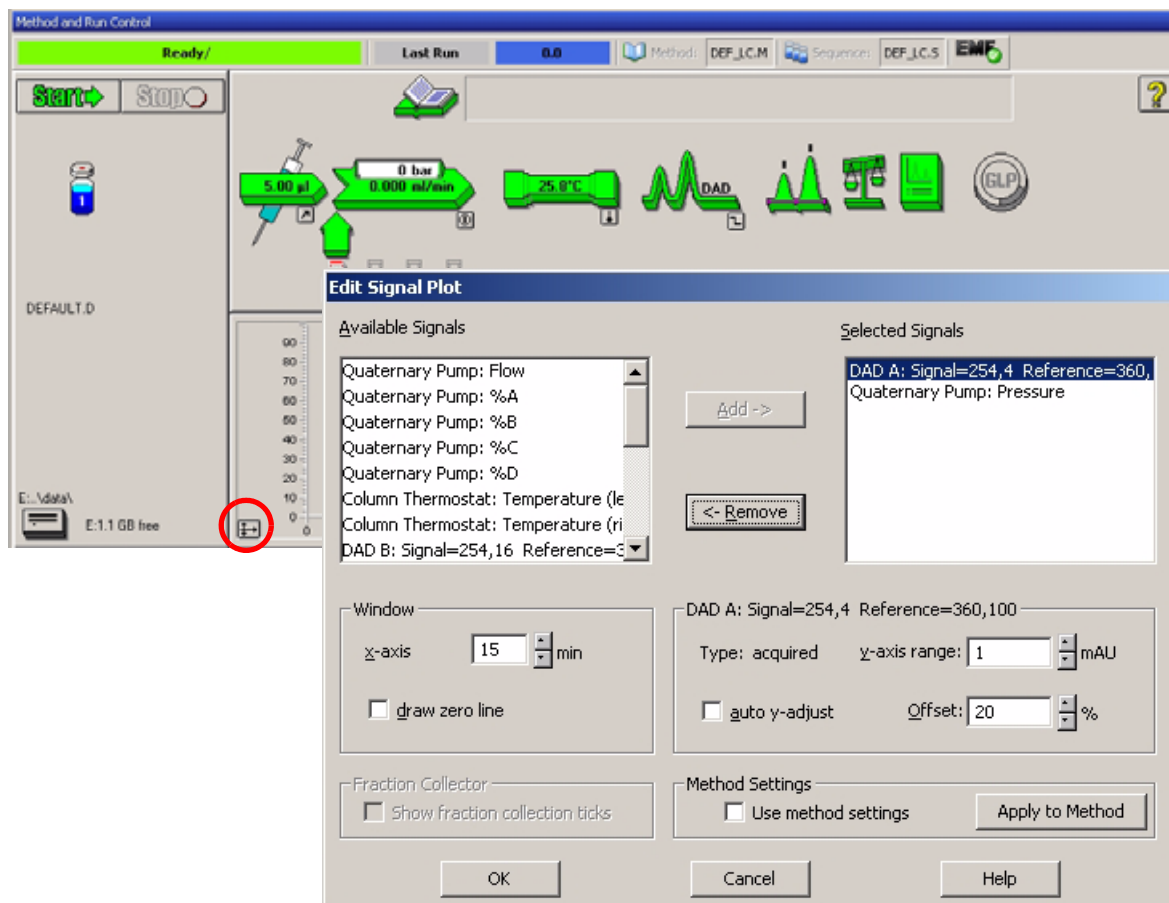 Method and Run Control
Ready/ Last Run 0.0 Method: DEF_LC.M Sequence: DEF_LC.S EMF
Start Stop
?
1
5.00 µl
0 bar
0.000 ml/min
25.0°C
DAD
GLP
DEFAULT.D
90
80
70
60
50
40
30
20
10
0
0
E:..\data\
E:1.1 GB free
Edit Signal Plot
Available Signals
Quaternary Pump: Flow
Quaternary Pump: %A
Quaternary Pump: %B
Quaternary Pump: %C
Quaternary Pump: %D
Column Thermostat: Temperature (le
Column Thermostat: Temperature (ri
DAD B: Signal=254,16 Reference=3
Add ->
<- Remove
Selected Signals
DAD A: Signal=254,4 Reference=360,
Quaternary Pump: Pressure
Window
x-axis 15 min
draw zero line
DAD A: Signal=254,4 Reference=360,100
Type: acquired y-axis range: 1 mAU
auto y-adjust Offset: 20 %
Fraction Collector
Show fraction collection ticks
Method Settings
Use method settings Apply to Method
OK Cancel Help